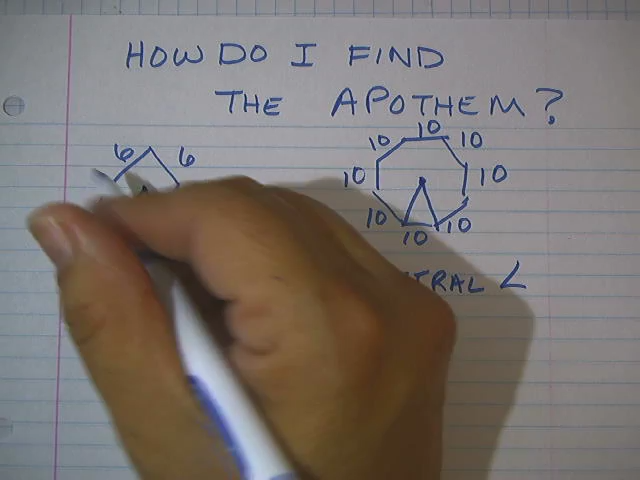 HOW DO I FIND
THE APOTHEM?
6 6
10 10 10
10 10
10 10 10
TRAL <